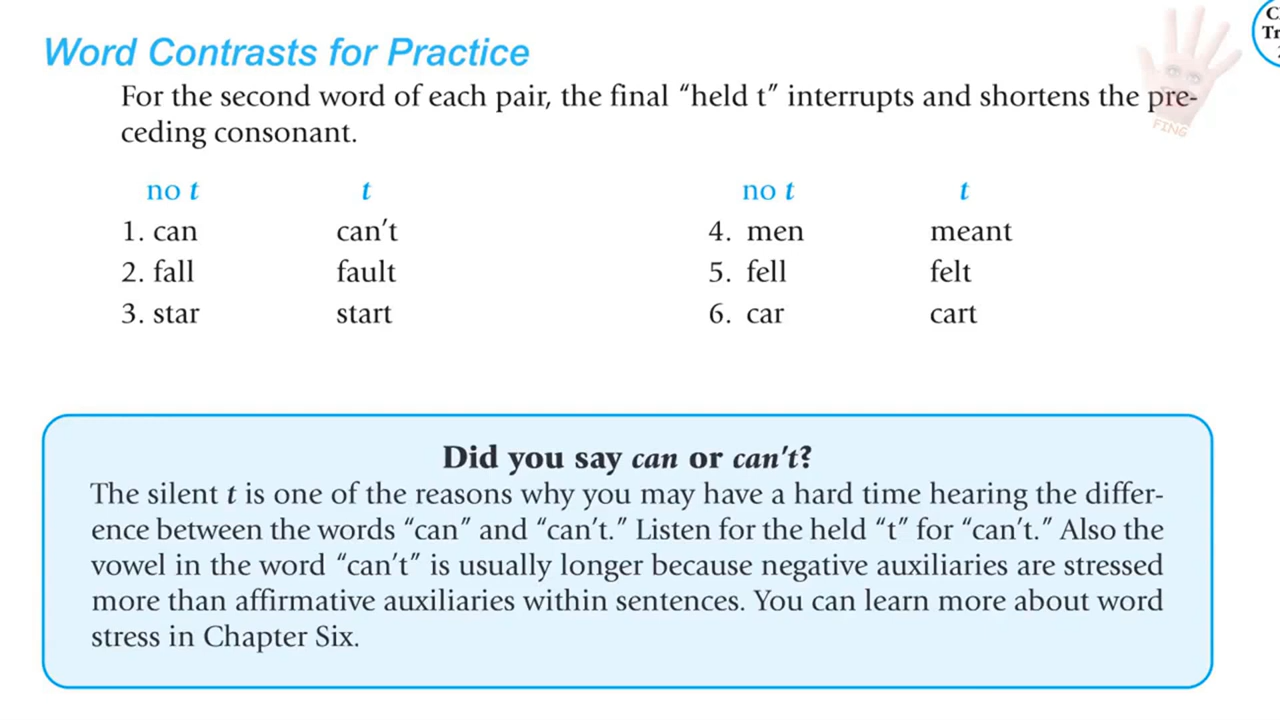 Word Contrasts for Practice
For the second word of each pair, the final “held t” interrupts and shortens the pre-
ceding consonant.
no t t no t t
1. can can't 4. men meant
2. fall fault 5. fell felt
3. star start 6. car cart
Did you say can or can't?
The silent t is one of the reasons why you may have a hard time hearing the differ-
ence between the words “can” and “can't.” Listen for the held “t” for “can't.” Also the
vowel in the word “can't” is usually longer because negative auxiliaries are stressed
more than affirmative auxiliaries within sentences. You can learn more about word
stress in Chapter Six.
FING